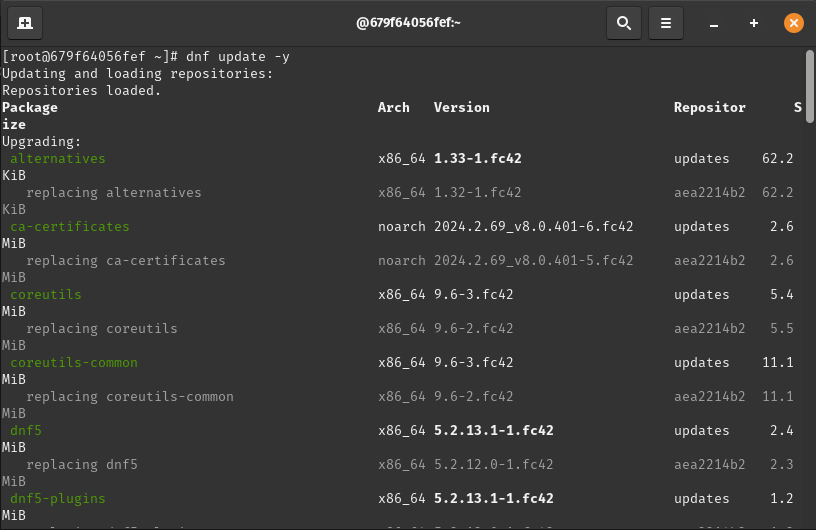 @679f64056fef:~
[root@679f64056fef ~]# dnf update -y
Updating and loading repositories:
Repositories loaded.
Package Arch Version Repositor S
ize
Upgrading:
alternatives x86_64 1.33-1.fc42 updates 62.2
KiB
replacing alternatives x86_64 1.32-1.fc42 aea2214b2 62.2
KiB
ca-certificates noarch 2024.2.69_v8.0.401-6.fc42 updates 2.6
MiB
replacing ca-certificates noarch 2024.2.69_v8.0.401-5.fc42 aea2214b2 2.6
MiB
coreutils x86_64 9.6-3.fc42 updates 5.4
MiB
replacing coreutils x86_64 9.6-2.fc42 aea2214b2 5.5
MiB
coreutils-common x86_64 9.6-3.fc42 updates 11.1
MiB
replacing coreutils-common x86_64 9.6-2.fc42 aea2214b2 11.1
MiB
dnf5 x86_64 5.2.13.1-1.fc42 updates 2.4
MiB
replacing dnf5 x86_64 5.2.12.0-1.fc42 aea2214b2 2.3
MiB
dnf5-plugins x86_64 5.2.13.1-1.fc42 updates 1.2
MiB